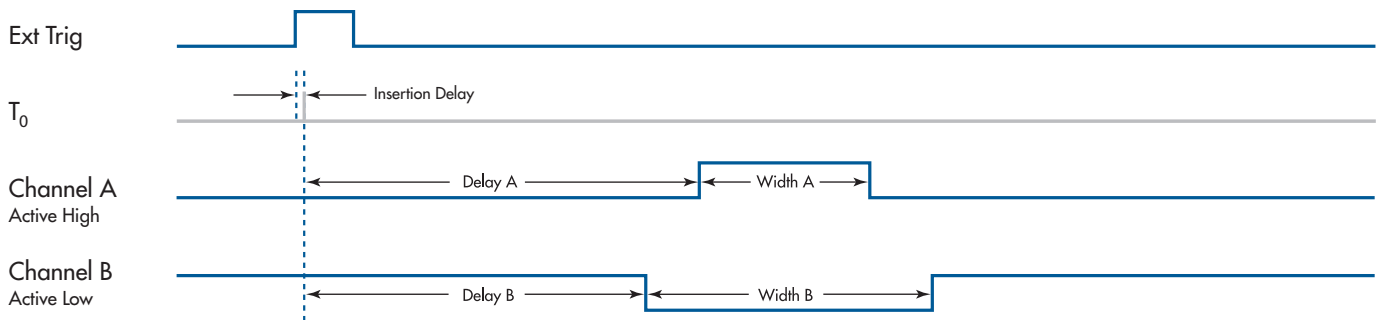 Ext Trig
Insertion Delay
T0
Channel A
Active High
Delay A
Width A
Channel B
Active Low
Delay B
Width B